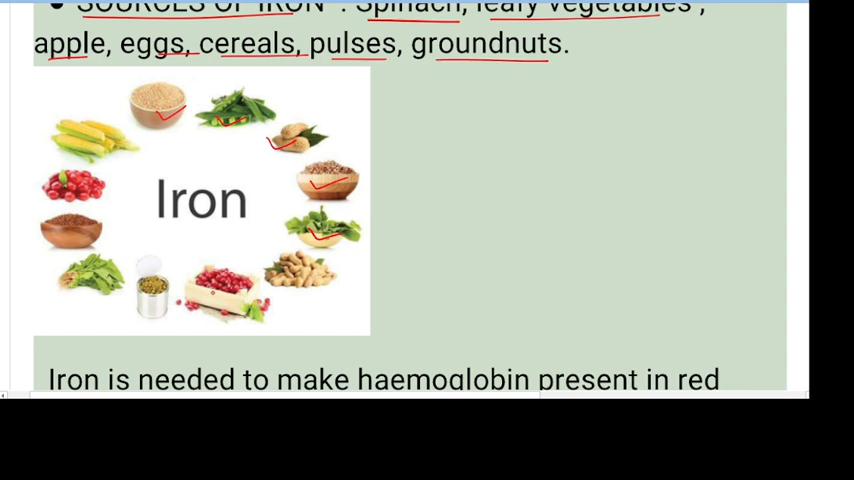 ● SOURCES OF IRON : Spinach, leafy vegetables ,
apple, eggs, cereals, pulses, groundnuts.
Iron
Iron is needed to make haemoglobin present in red